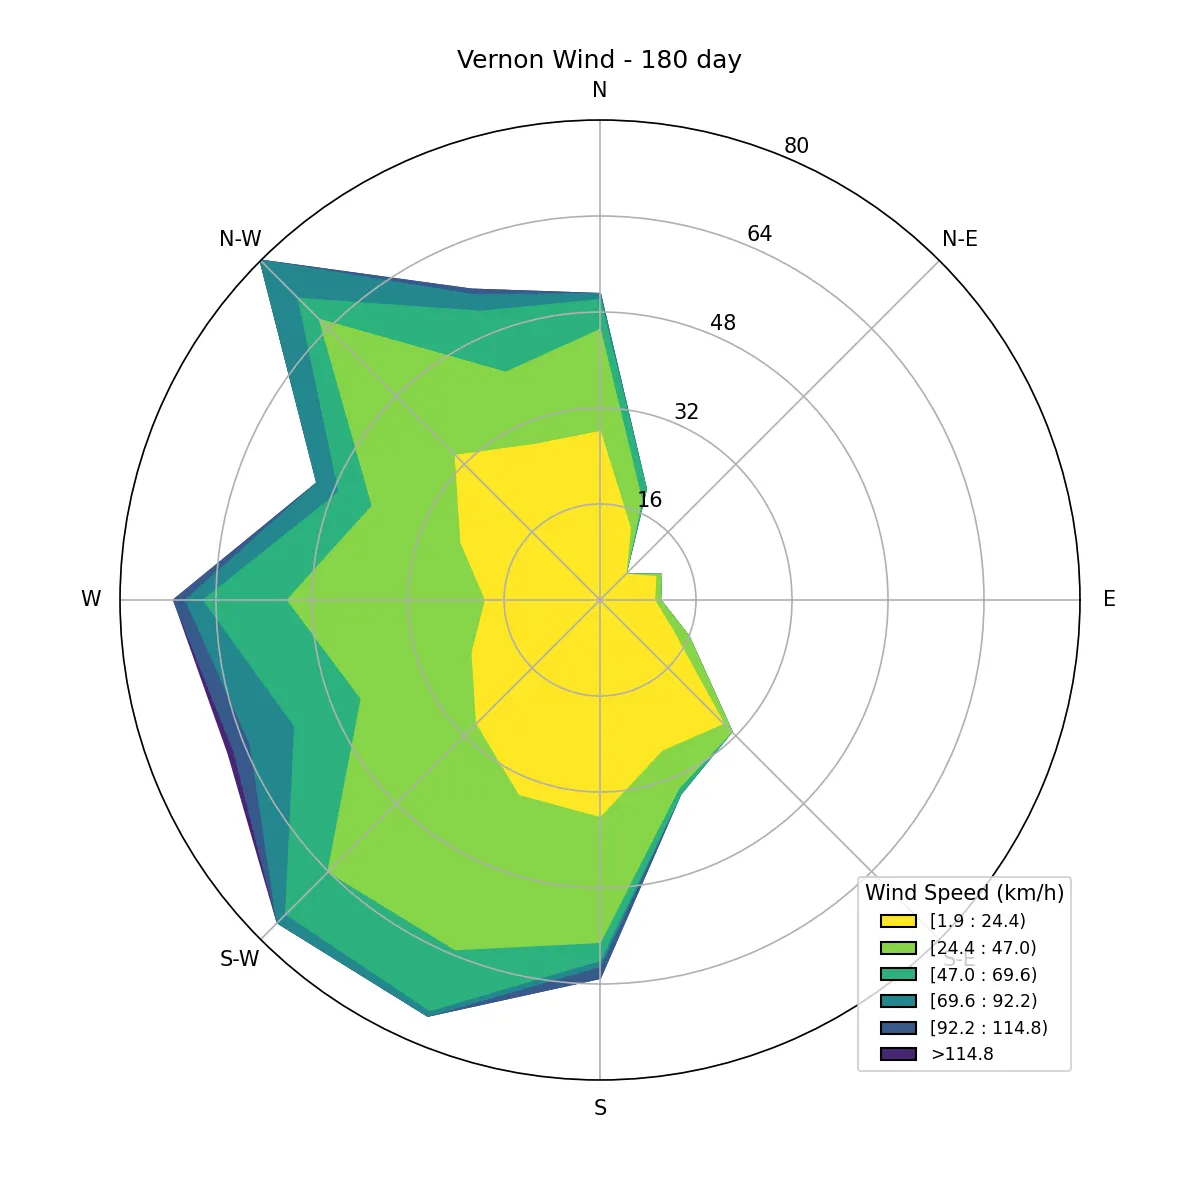 Vernon Wind - 180 day
N
80
N-W
64
N-E
48
32
16
W
E
S-W
S-E
S
Wind Speed (km/h)
[1.9 : 24.4)
[24.4 : 47.0)
[47.0 : 69.6)
[69.6 : 92.2)
[92.2 : 114.8)
>114.8